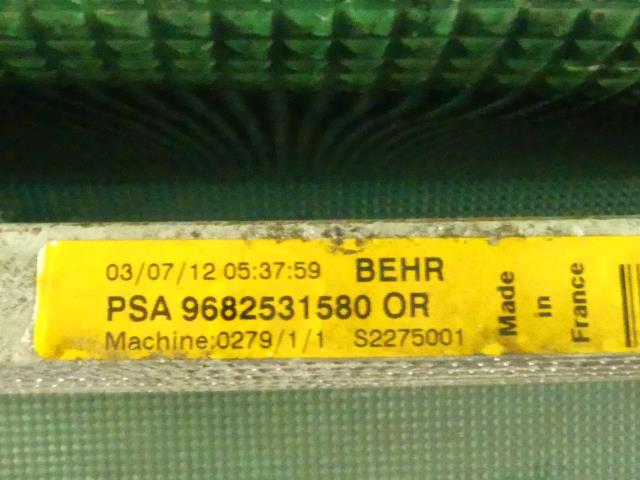 03/07/12 05:37:59 BEHR
PSA 9682531580 OR
Machine:0279/1/1 S2275001
Made
in
France